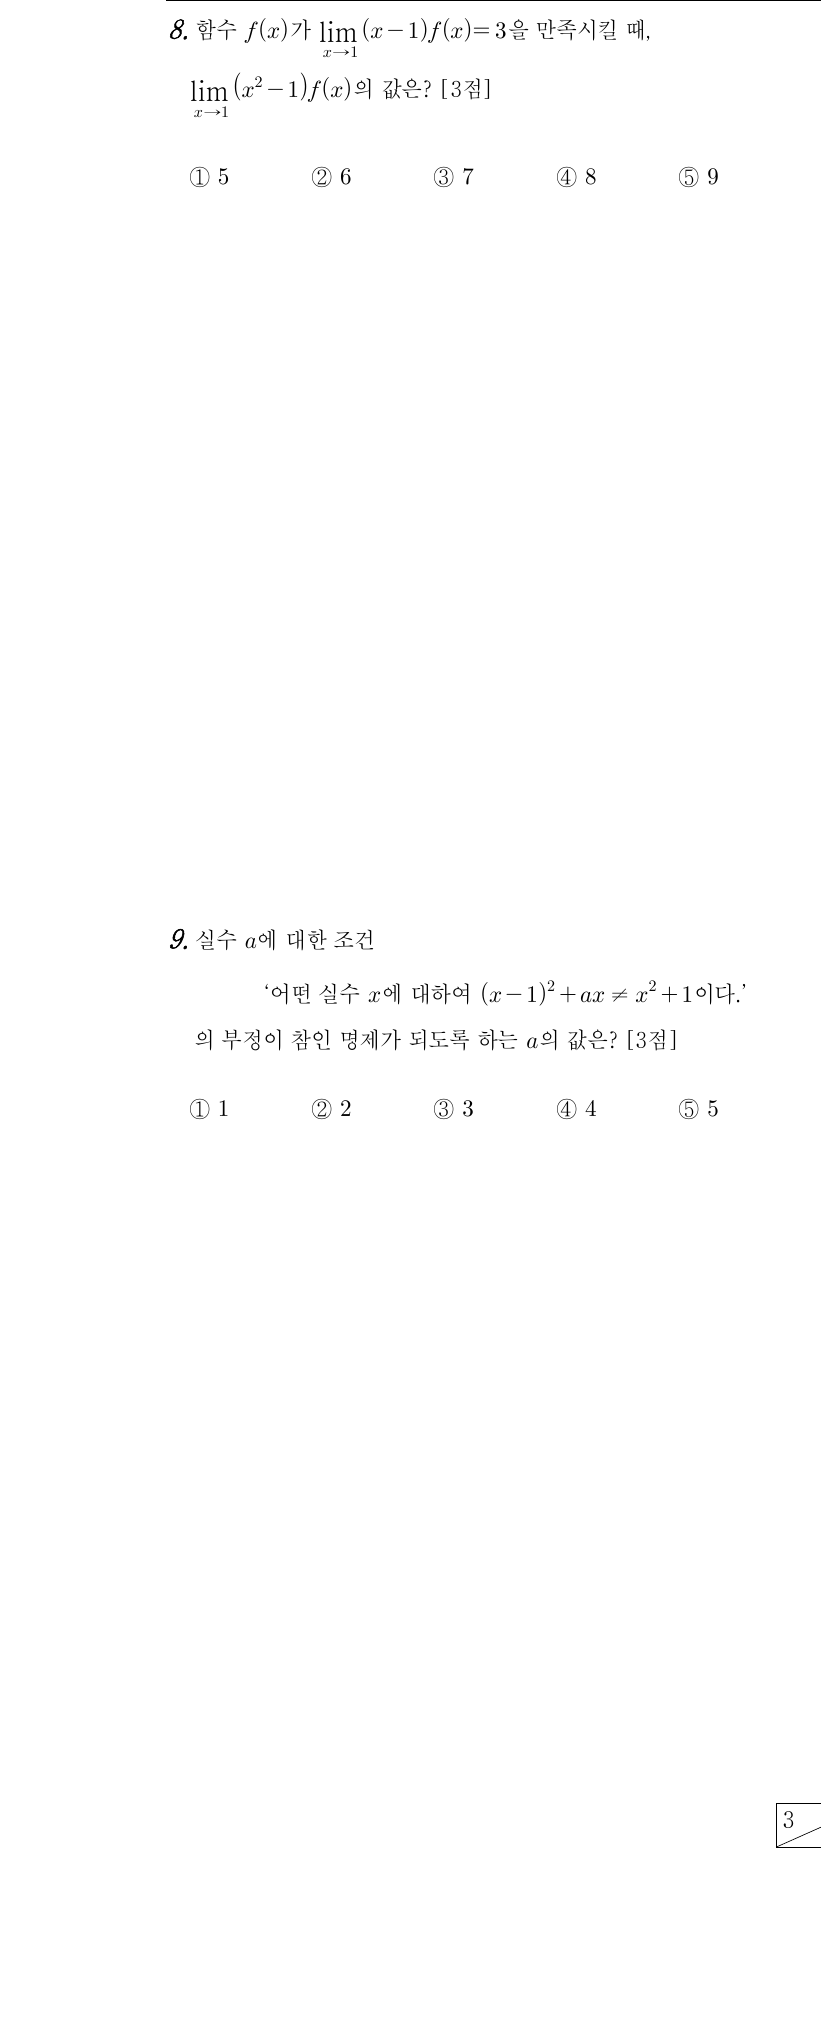 8. 함수 f(x)가 lim_{x→1} (x−1)f(x)=3을 만족시킬 때,
lim_{x→1} (x²−1)f(x)의 값은? [3점]
① 5 ② 6 ③ 7 ④ 8 ⑤ 9
9. 실수 a에 대한 조건
‘어떤 실수 x에 대하여 (x−1)²+ax ≠ x²+1이다.’
의 부정이 참인 명제가 되도록 하는 a의 값은? [3점]
① 1 ② 2 ③ 3 ④ 4 ⑤ 5
3